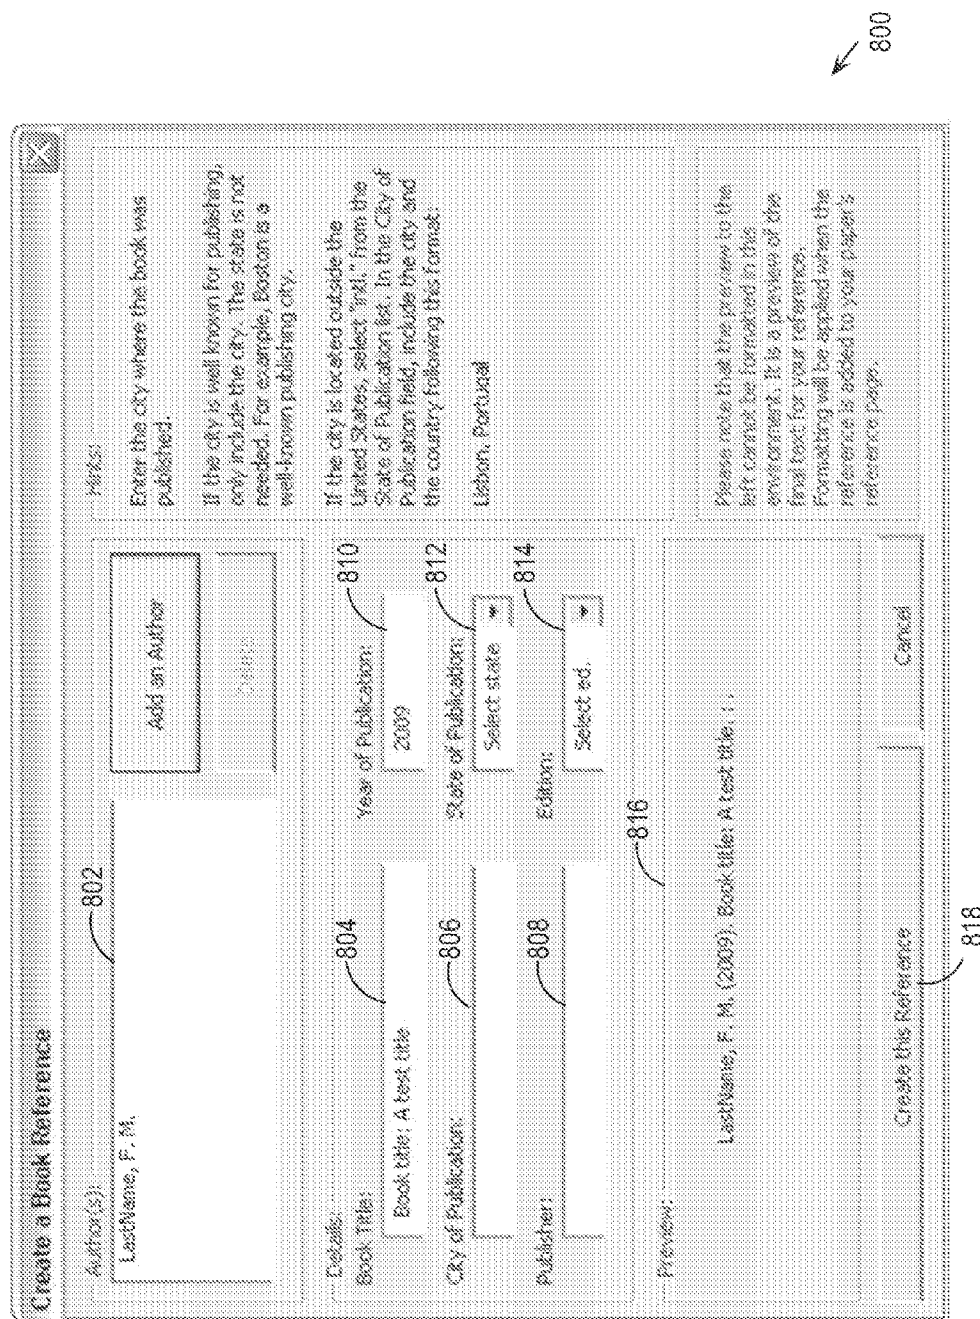 800
Create a Book Reference
Author(s):
802
LastName, F. M.
Add an Author
Delete
Details:
Book Title:
804
Book title: A test title
Year of Publication:
810
2009
City of Publication:
806
State of Publication:
812
Select state
Publisher:
808
Edition:
814
Select ed.
Preview:
816
LastName, F. M. (2009). Book title: A test title. : .
Create this Reference
818
Cancel
Hints:
Enter the city where the book was
published.
If the city is well known for publishing,
only include the city. The state is not
needed. For example, Boston is a
well-known publishing city.
If the city is located outside the
United States, select "Intl." from the
State of Publication list. In the City of
Publication field, include the city and
the country following this format:
Lisbon, Portugal
Please note that the preview to the
left cannot be formatted in this
environment. It is a preview of the
final text for your reference.
Formatting will be applied when the
reference is added to your paper's
reference page.